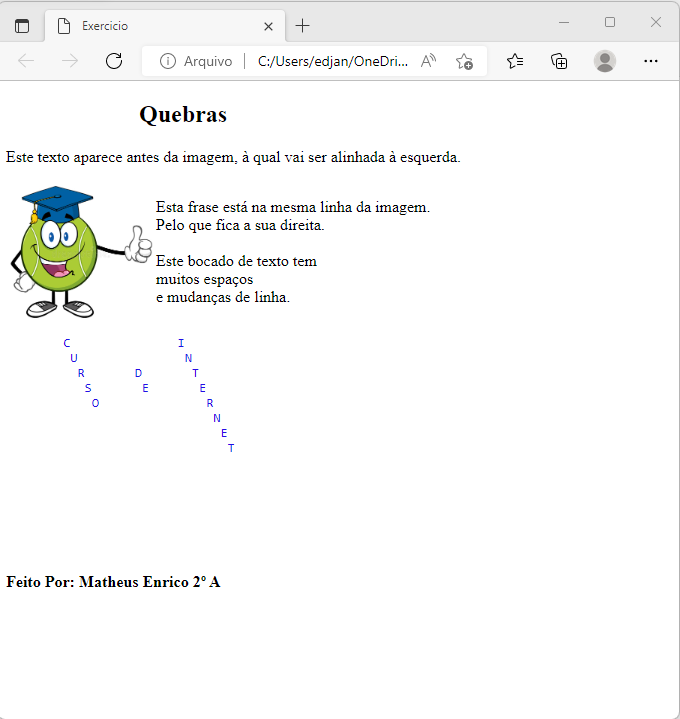 Exercicio
Arquivo | C:/Users/edjan/OneDri...
Quebras
Este texto aparece antes da imagem, à qual vai ser alinhada à esquerda.
Esta frase está na mesma linha da imagem.
Pelo que fica a sua direita.
Este bocado de texto tem
muitos espaços
e mudanças de linha.
C I
U N
R D T
S E E
O R
N
E
T
Feito Por: Matheus Enrico 2º A